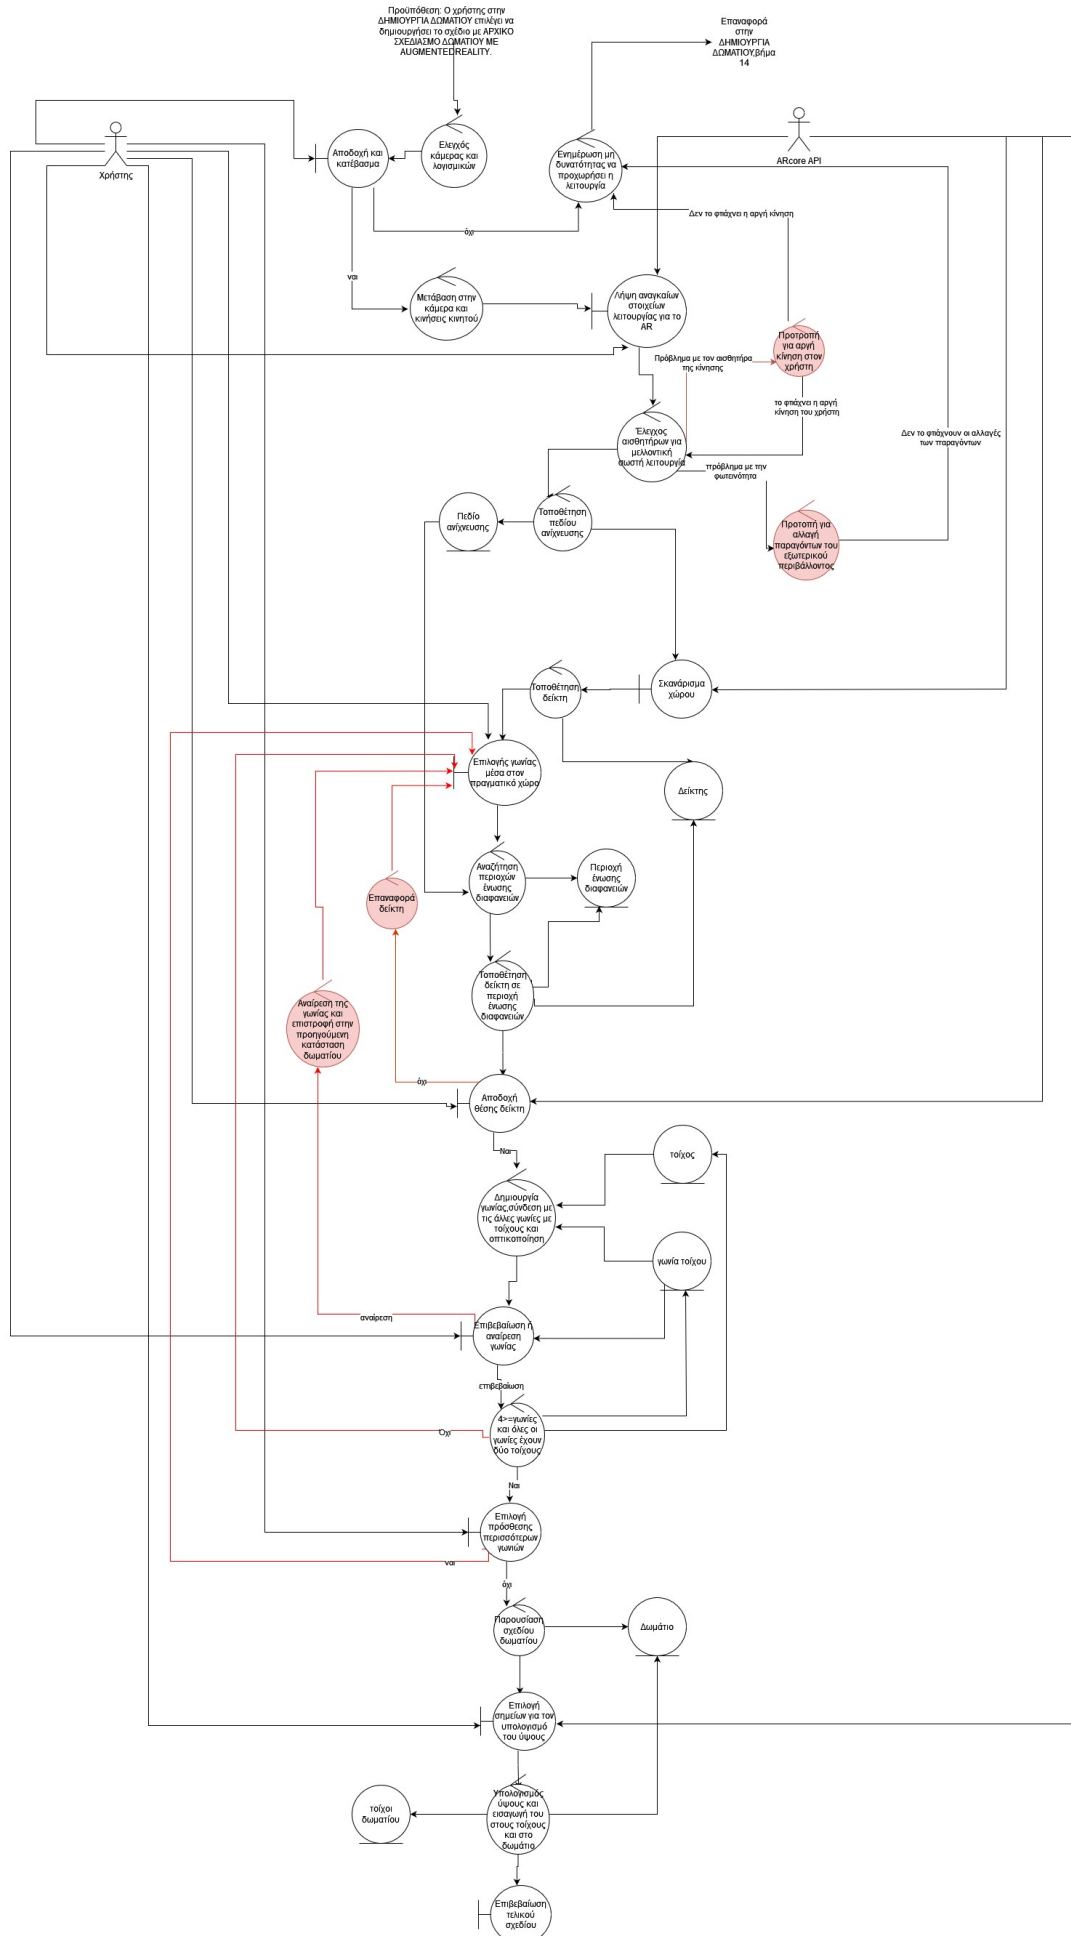 Προϋπόθεση: Ο χρήστης στην
ΔΗΜΙΟΥΡΓΙΑ ΔΩΜΑΤΙΟΥ επιλέγει να
δημιουργήσει το σχέδιο με ΑΡΧΙΚΟ
ΣΧΕΔΙΑΣΜΟ ΔΩΜΑΤΙΟΥ ΜΕ
AUGMENTEDREALITY.
Επαναφορά
στην
ΔΗΜΙΟΥΡΓΙΑ
ΔΩΜΑΤΙΟΥ,βήμα
14
Χρήστης
Αποδοχή και
κατέβασμα
Ελεγχός
κάμερας και
λογισμικών
Ενημέρωση μη
δυνατότητας να
προχωρήσει η
λειτουργία
ARcore API
Δεν το φτιάχνει η αργή κίνηση
όχι
ναι
Μετάβαση στην
κάμερα και
κινήσεις κινητού
Λήψη αναγκαίων
στοιχείων
λειτουργίας για το
AR
Προτροπή
για αργή
κίνηση στον
χρήστη
Πρόβλημα με τον αισθητήρα
της κίνησης
το φτιάχνει η αργή
κίνηση του χρήστη
Έλεγχος
αισθητήρων για
μελλοντική
σωστή λειτουργία
Δεν το φτιάχνουν οι αλλαγές
των παραγόντων
πρόβλημα με την
φωτεινότητα
Πεδίο
ανίχνευσης
Τοποθέτηση
πεδίου
ανίχνευσης
Προτοπή για
αλλαγή
παραγόντων του
εξωτερικού
περιβάλλοντος
Τοποθέτηση
δείκτη
Σκανάρισμα
χώρου
Επιλογής γωνίας
μέσα στον
πραγματικό χώρο
Δείκτης
Αναζήτηση
περιοχών
ένωσης
διαφανειών
Περιοχή
ένωσης
διαφανειών
Επαναφορά
δείκτη
Τοποθέτηση
δείκτη σε
περιοχή
ένωσης
διαφανειών
Αναίρεση της
γωνίας και
επιστροφή στην
προηγούμενη
κατάσταση
δωματίου
όχι
Αποδοχή
θέσης δείκτη
Ναι
τοίχος
Δημιουργία
γωνίας,σύνδεση με
τις άλλες γωνίες με
τοίχους και
οπτικοποίηση
γωνία τοίχου
αναίρεση
Επιβεβαίωση ή
αναίρεση
γωνίας
επιβεβαίωση
4>=γωνίες
και όλες οι
γωνίες έχουν
δύο τοίχους
Όχι
Ναι
Επιλογή
πρόσθεσης
περισσότερων
γωνιών
ναι
όχι
Παρουσίαση
σχεδίου
δωματίου
Δωμάτιο
Επιλογή
σημείων για τον
υπολογισμό
του ύψους
τοίχοι
δωματίου
Υπολογισμός
ύψους και
εισαγωγή του
στους τοίχους
και στο
δωμάτιο
Επιβεβαίωση
τελικού
σχεδίου